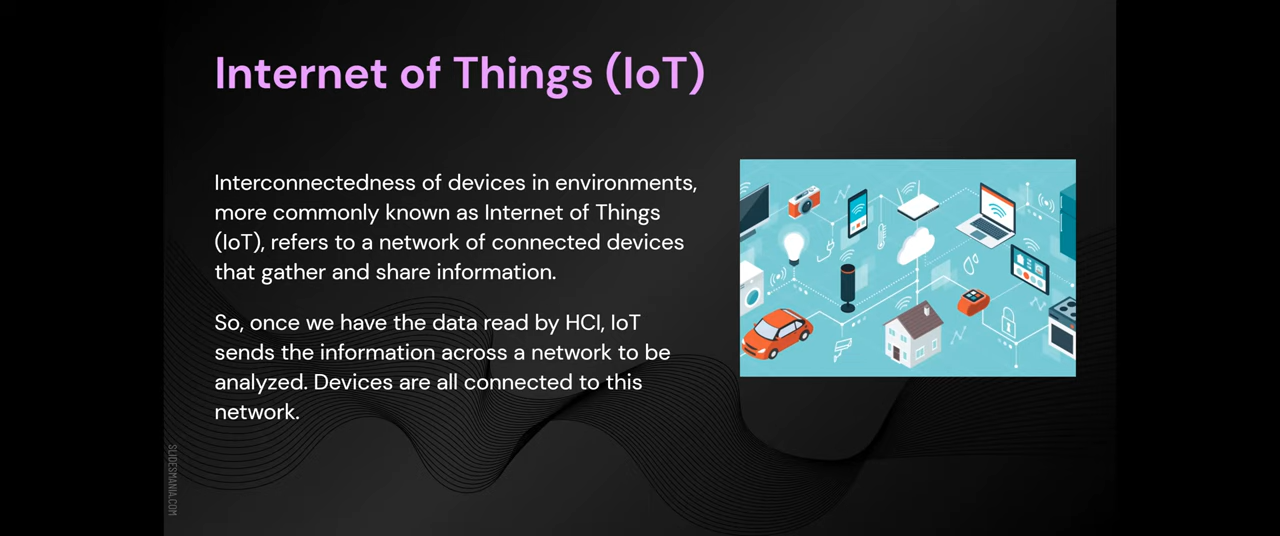 Internet of Things (IoT)
Interconnectedness of devices in environments,
more commonly known as Internet of Things
(IoT), refers to a network of connected devices
that gather and share information.
So, once we have the data read by HCI, IoT
sends the information across a network to be
analyzed. Devices are all connected to this
network.
SLIDESMANIA.COM